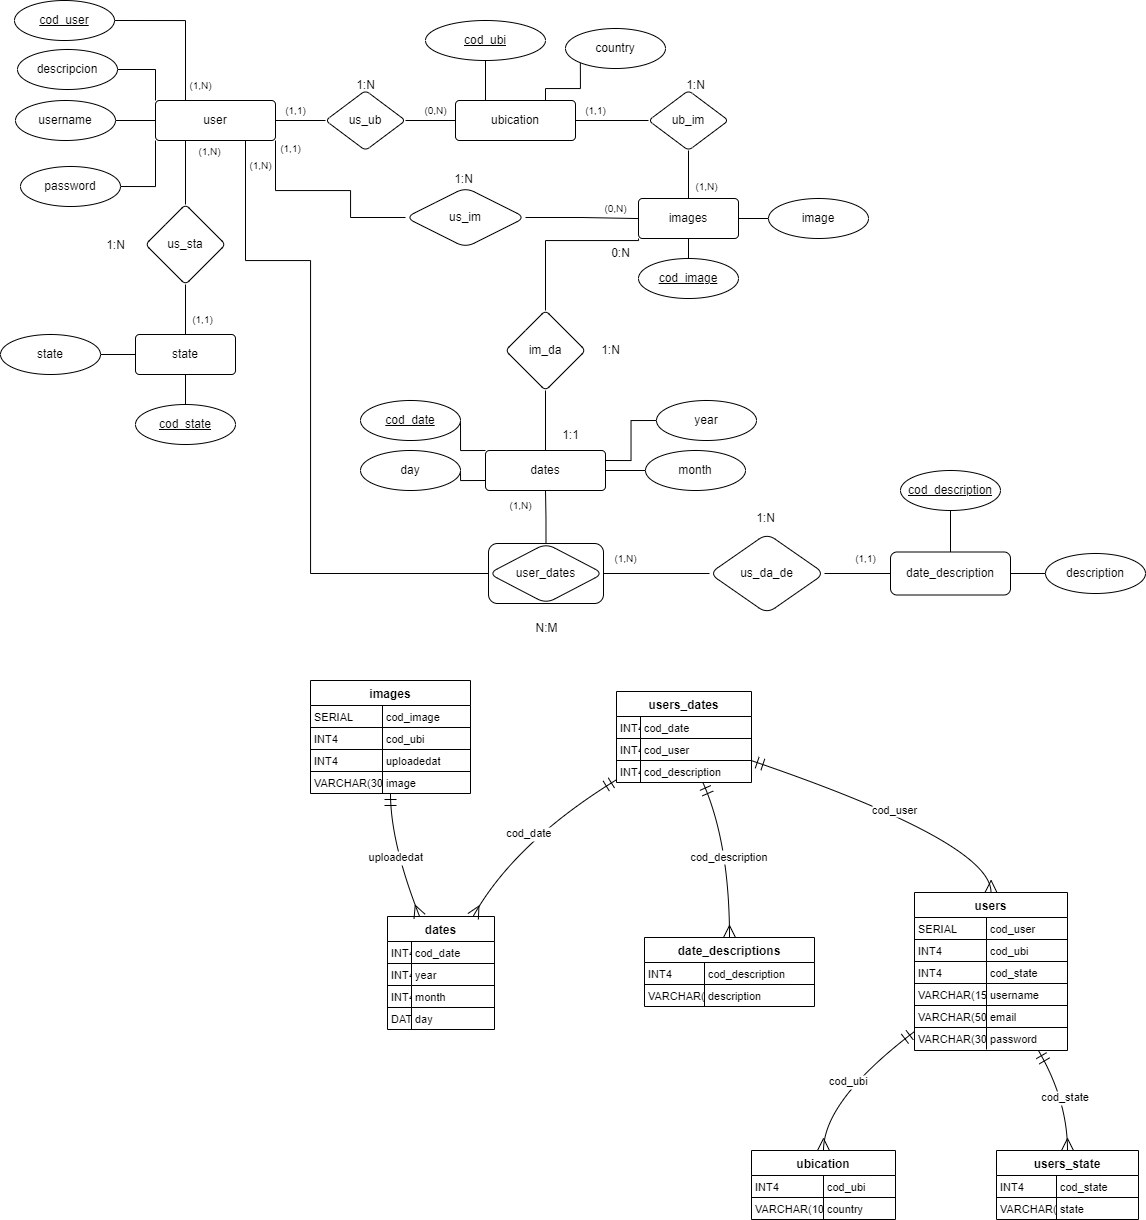 cod_user
descripcion
username
password
(1,N)
user
(1,1)
1:N
us_ub
(0,N)
cod_ubi
country
ubication
(1,1)
1:N
ub_im
(1,N)
(1,N)
(1,N)
(1,1)
1:N
us_im
(0,N)
images
image
0:N
cod_image
1:N
us_sta
(1,1)
state
state
cod_state
im_da
1:N
cod_date
year
1:1
day
dates
month
(1,N)
user_dates
N:M
(1,N)
1:N
us_da_de
(1,1)
cod_description
date_description
description
images
SERIAL cod_image
INT4 cod_ubi
INT4 uploadedat
VARCHAR(30 image
users_dates
INT4 cod_date
INT4 cod_user
INT4 cod_description
cod_user
cod_date
uploadedat
cod_description
users
SERIAL cod_user
INT4 cod_ubi
INT4 cod_state
VARCHAR(15 username
VARCHAR(50 email
VARCHAR(30 password
dates
INT4 cod_date
INT4 year
INT4 month
DAT day
date_descriptions
INT4 cod_description
VARCHAR( description
cod_ubi
cod_state
ubication
INT4 cod_ubi
VARCHAR(10 country
users_state
INT4 cod_state
VARCHAR( state